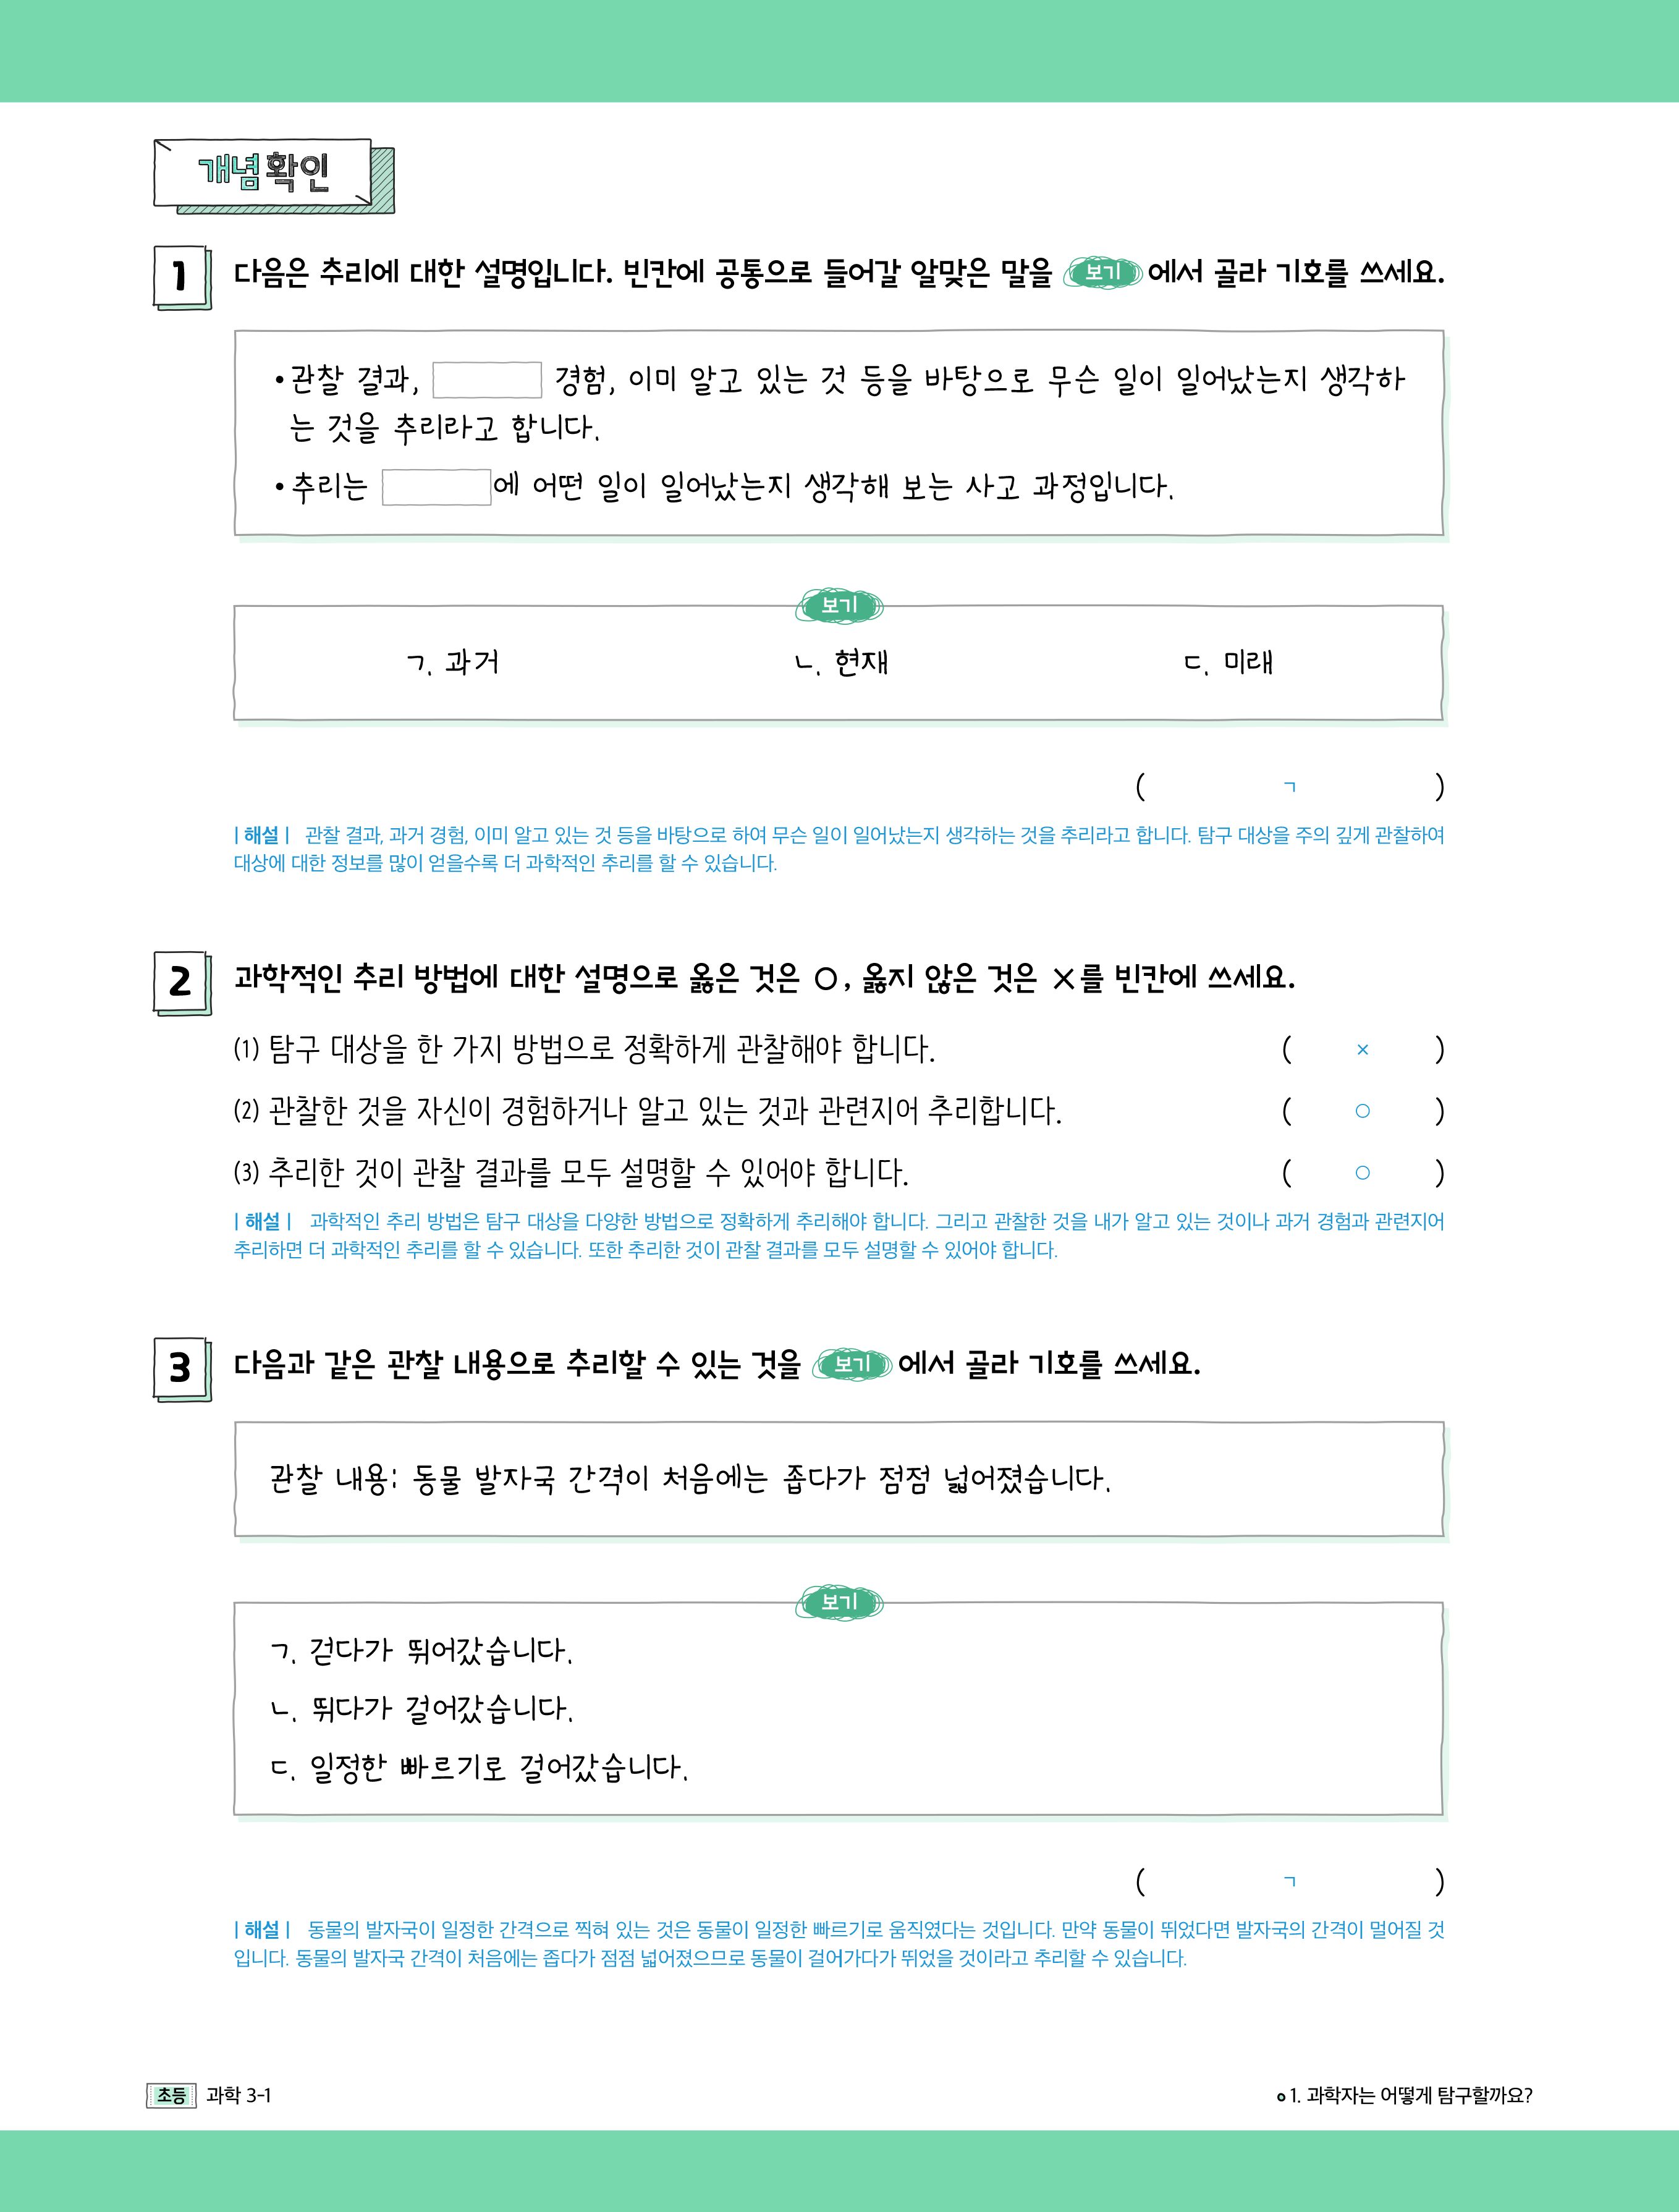 개념 확인
1 다음은 추리에 대한 설명입니다. 빈칸에 공통으로 들어갈 알맞은 말을 보기 에서 골라 기호를 쓰세요.
• 관찰 결과, 경험, 이미 알고 있는 것 등을 바탕으로 무슨 일이 일어났는지 생각하
는 것을 추리라고 합니다.
• 추리는 에 어떤 일이 일어났는지 생각해 보는 사고 과정입니다.
보기
ㄱ. 과거 ㄴ. 현재 ㄷ. 미래
( ㄱ )
| 해설 | 관찰 결과, 과거 경험, 이미 알고 있는 것 등을 바탕으로 하여 무슨 일이 일어났는지 생각하는 것을 추리라고 합니다. 탐구 대상을 주의 깊게 관찰하여
대상에 대한 정보를 많이 얻을수록 더 과학적인 추리를 할 수 있습니다.
2 과학적인 추리 방법에 대한 설명으로 옳은 것은 ○, 옳지 않은 것은 ×를 빈칸에 쓰세요.
(1) 탐구 대상을 한 가지 방법으로 정확하게 관찰해야 합니다. ( × )
(2) 관찰한 것을 자신이 경험하거나 알고 있는 것과 관련지어 추리합니다. ( ○ )
(3) 추리한 것이 관찰 결과를 모두 설명할 수 있어야 합니다. ( ○ )
| 해설 | 과학적인 추리 방법은 탐구 대상을 다양한 방법으로 정확하게 추리해야 합니다. 그리고 관찰한 것을 내가 알고 있는 것이나 과거 경험과 관련지어
추리하면 더 과학적인 추리를 할 수 있습니다. 또한 추리한 것이 관찰 결과를 모두 설명할 수 있어야 합니다.
3 다음과 같은 관찰 내용으로 추리할 수 있는 것을 보기 에서 골라 기호를 쓰세요.
관찰 내용: 동물 발자국 간격이 처음에는 좁다가 점점 넓어졌습니다.
보기
ㄱ. 걷다가 뛰어갔습니다.
ㄴ. 뛰다가 걸어갔습니다.
ㄷ. 일정한 빠르기로 걸어갔습니다.
( ㄱ )
| 해설 | 동물의 발자국이 일정한 간격으로 찍혀 있는 것은 동물이 일정한 빠르기로 움직였다는 것입니다. 만약 동물이 뛰었다면 발자국의 간격이 멀어질 것
입니다. 동물의 발자국 간격이 처음에는 좁다가 점점 넓어졌으므로 동물이 걸어가다가 뛰었을 것이라고 추리할 수 있습니다.
초등 과학 3-1
1. 과학자는 어떻게 탐구할까요?